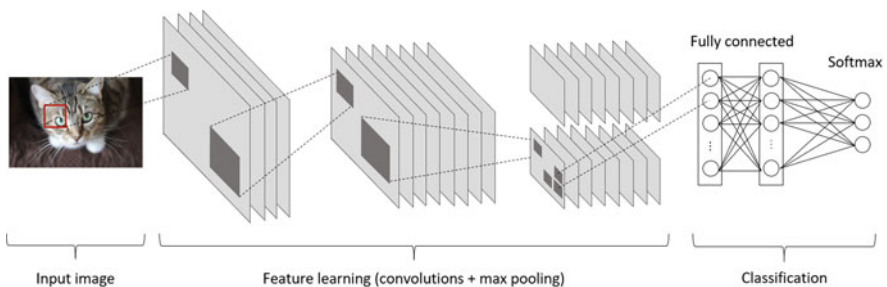 Fully connected
Softmax
Input image
Feature learning (convolutions + max pooling)
Classification